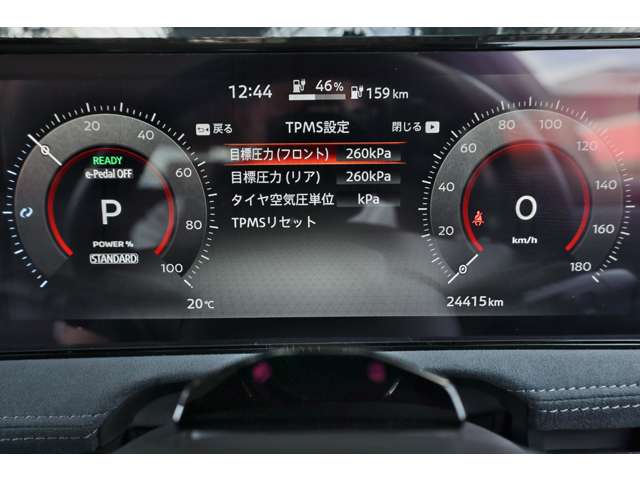 12:44 46% 159 km
戻る TPMS設定 閉じる
目標圧力 (フロント) 260kPa
目標圧力 (リア) 260kPa
タイヤ空気圧単位 kPa
TPMSリセット
0 20 40 60 80 100
READY
e-Pedal OFF
P
POWER %
STANDARD
20℃
0 20 40 60 80 100 120 140 160 180
0
km/h
24415km